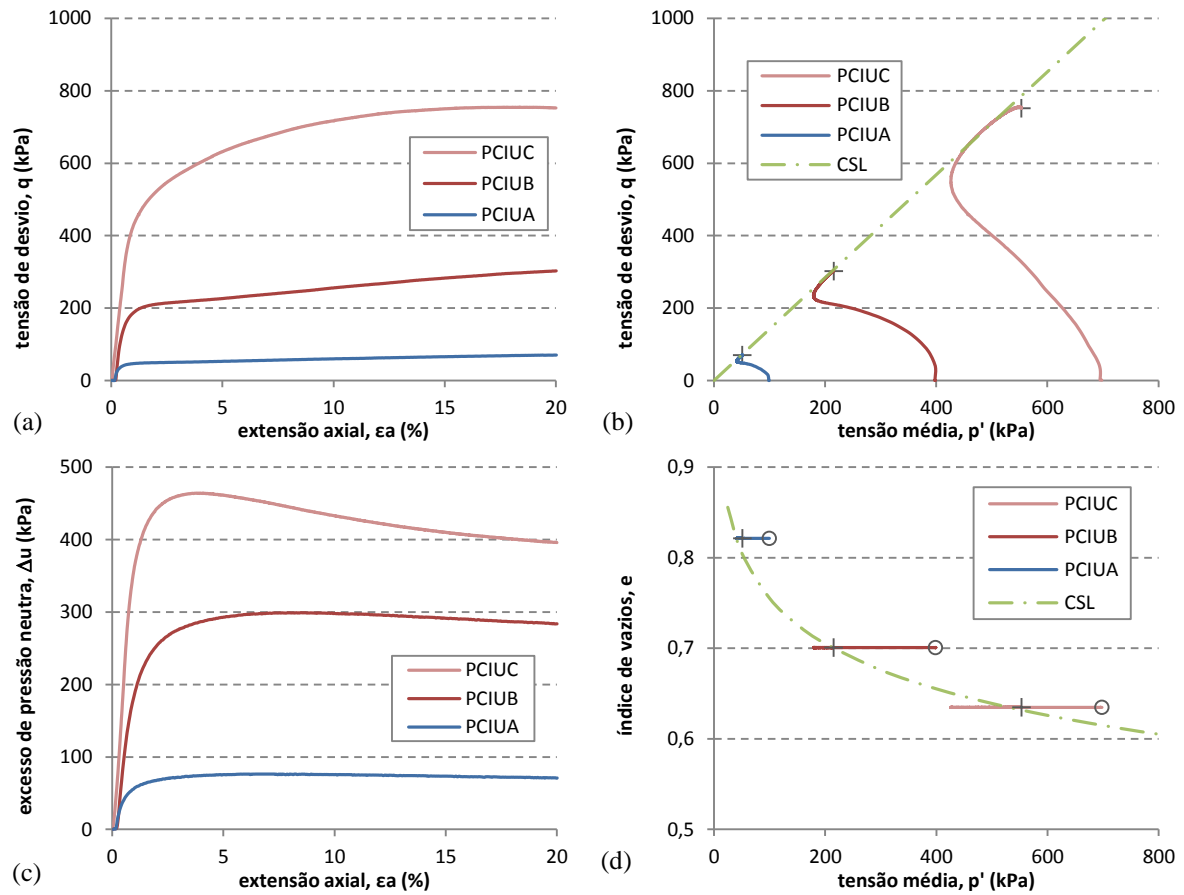 1000
800
600
400
200
0
0
5
10
15
20
tensão de desvio, q (kPa)
extensão axial, εa (%)
PCIUC
PCIUB
PCIUA
(a)
1000
800
600
400
200
0
0
200
400
600
800
tensão de desvio, q (kPa)
tensão média, p' (kPa)
PCIUC
PCIUB
PCIUA
CSL
(b)
500
400
300
200
100
0
0
5
10
15
20
excesso de pressão neutra, Δu (kPa)
extensão axial, εa (%)
PCIUC
PCIUB
PCIUA
(c)
0,9
0,8
0,7
0,6
0,5
0
200
400
600
800
índice de vazios, e
tensão média, p' (kPa)
PCIUC
PCIUB
PCIUA
CSL
(d)